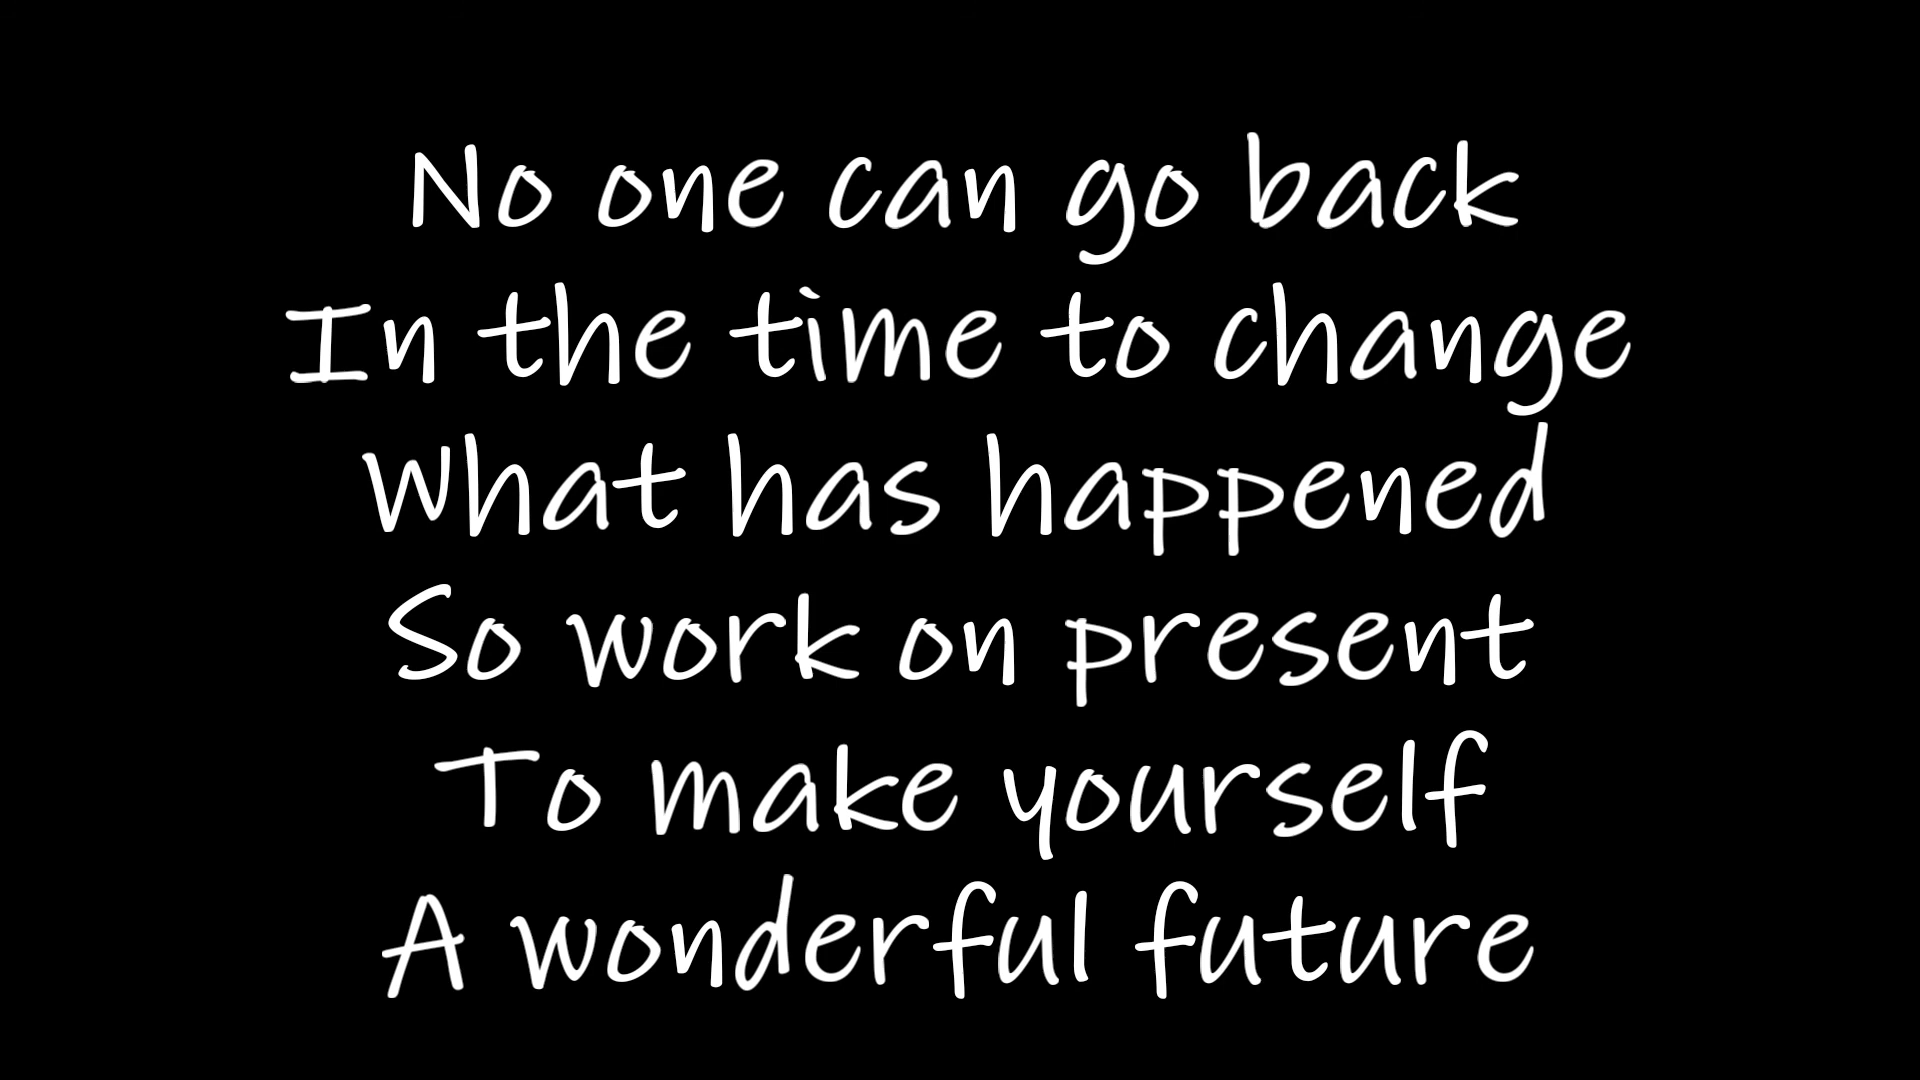 No one can go back
In the time to change
What has happened
So work on present
To make yourself
A wonderful future